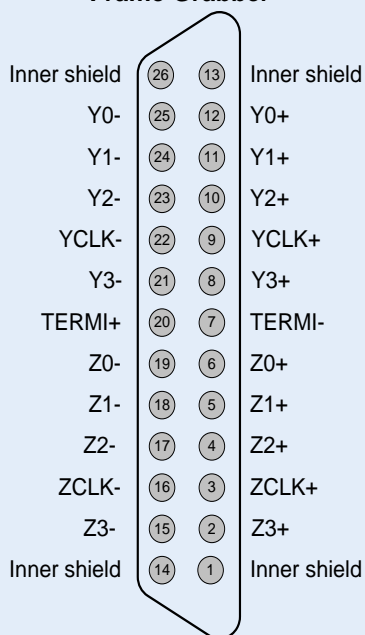 Inner shield 26 13 Inner shield
Y0- 25 12 Y0+
Y1- 24 11 Y1+
Y2- 23 10 Y2+
YCLK- 22 9 YCLK+
Y3- 21 8 Y3+
TERMI+ 20 7 TERMI-
Z0- 19 6 Z0+
Z1- 18 5 Z1+
Z2- 17 4 Z2+
ZCLK- 16 3 ZCLK+
Z3- 15 2 Z3+
Inner shield 14 1 Inner shield